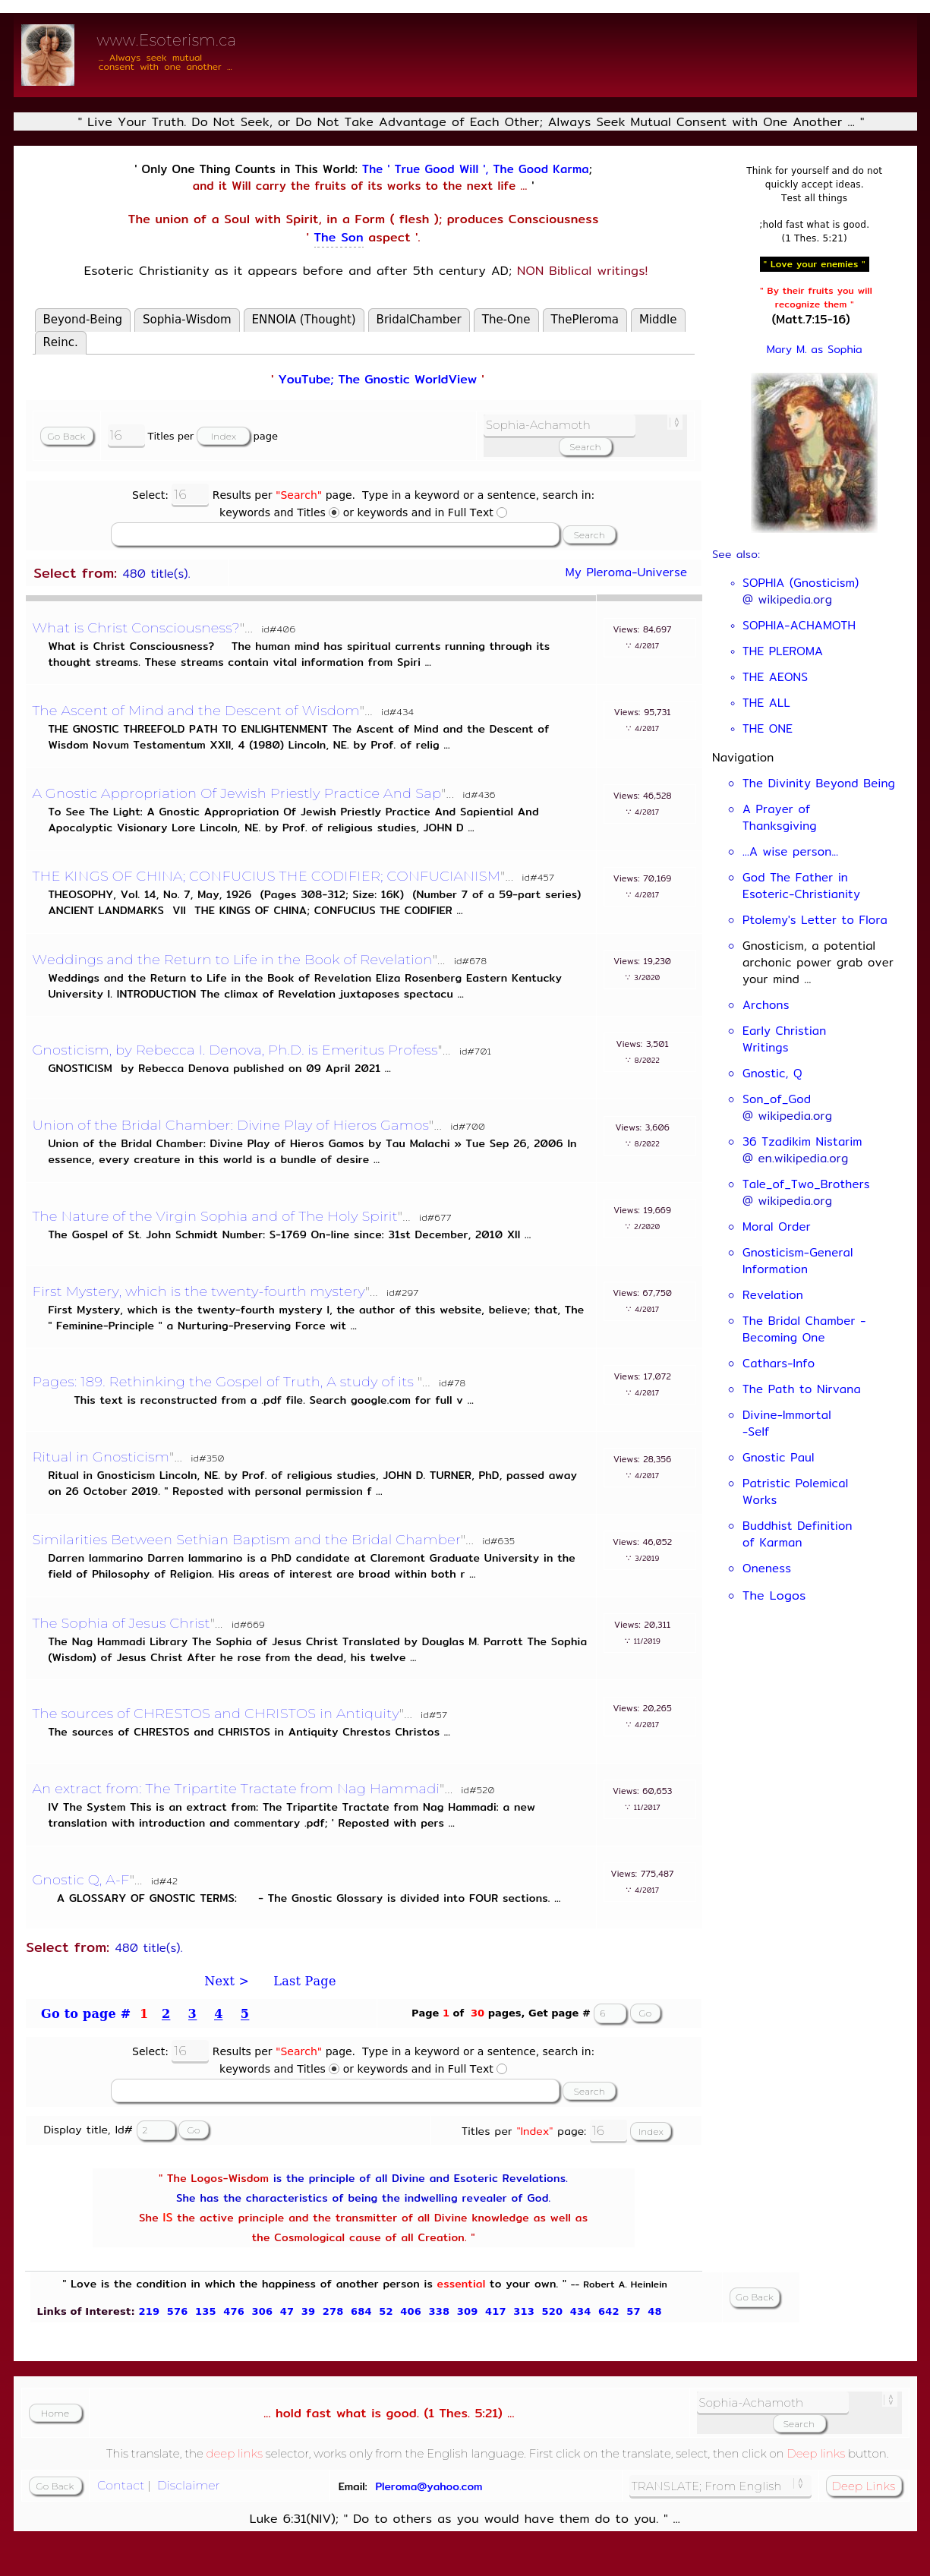 www.Esoterism.ca
... Always seek mutual
consent with one another ...
" Live Your Truth. Do Not Seek, or Do Not Take Advantage of Each Other; Always Seek Mutual Consent with One Another ... "
' Only One Thing Counts in This World: The ' True Good Will ', The Good Karma;
and it Will carry the fruits of its works to the next life ... '
The union of a Soul with Spirit, in a Form ( flesh ); produces Consciousness
' The Son aspect '.
Esoteric Christianity as it appears before and after 5th century AD; NON Biblical writings!
Beyond-Being Sophia-Wisdom ENNOIA (Thought) BridalChamber The-One ThePleroma Middle
Reinc.
' YouTube; The Gnostic WorldView '
Go Back 16 Titles per Index page
Sophia-Achamoth
Search
Select: 16 Results per "Search" page. Type in a keyword or a sentence, search in:
keywords and Titles or keywords and in Full Text
Search
Select from: 480 title(s).
My Pleroma-Universe
What is Christ Consciousness?"... id#406
What is Christ Consciousness? The human mind has spiritual currents running through its
thought streams. These streams contain vital information from Spiri ...
Views: 84,697
∵ 4/2017
The Ascent of Mind and the Descent of Wisdom"... id#434
THE GNOSTIC THREEFOLD PATH TO ENLIGHTENMENT The Ascent of Mind and the Descent of
Wisdom Novum Testamentum XXII, 4 (1980) Lincoln, NE. by Prof. of relig ...
Views: 95,731
∵ 4/2017
A Gnostic Appropriation Of Jewish Priestly Practice And Sap"... id#436
To See The Light: A Gnostic Appropriation Of Jewish Priestly Practice And Sapiential And
Apocalyptic Visionary Lore Lincoln, NE. by Prof. of religious studies, JOHN D ...
Views: 46,528
∵ 4/2017
THE KINGS OF CHINA; CONFUCIUS THE CODIFIER; CONFUCIANISM"... id#457
THEOSOPHY, Vol. 14, No. 7, May, 1926 (Pages 308-312; Size: 16K) (Number 7 of a 59-part series)
ANCIENT LANDMARKS VII THE KINGS OF CHINA; CONFUCIUS THE CODIFIER ...
Views: 70,169
∵ 4/2017
Weddings and the Return to Life in the Book of Revelation"... id#678
Weddings and the Return to Life in the Book of Revelation Eliza Rosenberg Eastern Kentucky
University I. INTRODUCTION The climax of Revelation juxtaposes spectacu ...
Views: 19,230
∵ 3/2020
Gnosticism, by Rebecca I. Denova, Ph.D. is Emeritus Profess"... id#701
GNOSTICISM by Rebecca Denova published on 09 April 2021 ...
Views: 3,501
∵ 8/2022
Union of the Bridal Chamber: Divine Play of Hieros Gamos"... id#700
Union of the Bridal Chamber: Divine Play of Hieros Gamos by Tau Malachi » Tue Sep 26, 2006 In
essence, every creature in this world is a bundle of desire ...
Views: 3,606
∵ 8/2022
The Nature of the Virgin Sophia and of The Holy Spirit"... id#677
The Gospel of St. John Schmidt Number: S-1769 On-line since: 31st December, 2010 XII ...
Views: 19,669
∵ 2/2020
First Mystery, which is the twenty-fourth mystery"... id#297
First Mystery, which is the twenty-fourth mystery I, the author of this website, believe; that, The
" Feminine-Principle " a Nurturing-Preserving Force wit ...
Views: 67,750
∵ 4/2017
Pages: 189. Rethinking the Gospel of Truth, A study of its "... id#78
This text is reconstructed from a .pdf file. Search google.com for full v ...
Views: 17,072
∵ 4/2017
Ritual in Gnosticism"... id#350
Ritual in Gnosticism Lincoln, NE. by Prof. of religious studies, JOHN D. TURNER, PhD, passed away
on 26 October 2019. " Reposted with personal permission f ...
Views: 28,356
∵ 4/2017
Similarities Between Sethian Baptism and the Bridal Chamber"... id#635
Darren Iammarino Darren Iammarino is a PhD candidate at Claremont Graduate University in the
field of Philosophy of Religion. His areas of interest are broad within both r ...
Views: 46,052
∵ 3/2019
The Sophia of Jesus Christ"... id#669
The Nag Hammadi Library The Sophia of Jesus Christ Translated by Douglas M. Parrott The Sophia
(Wisdom) of Jesus Christ After he rose from the dead, his twelve ...
Views: 20,311
∵ 11/2019
The sources of CHRESTOS and CHRISTOS in Antiquity"... id#57
The sources of CHRESTOS and CHRISTOS in Antiquity Chrestos Christos ...
Views: 20,265
∵ 4/2017
An extract from: The Tripartite Tractate from Nag Hammadi"... id#520
IV The System This is an extract from: The Tripartite Tractate from Nag Hammadi: a new
translation with introduction and commentary .pdf; ' Reposted with pers ...
Views: 60,653
∵ 11/2017
Gnostic Q, A-F"... id#42
A GLOSSARY OF GNOSTIC TERMS: - The Gnostic Glossary is divided into FOUR sections. ...
Views: 775,487
∵ 4/2017
Select from: 480 title(s).
Next > Last Page
Go to page # 1 2 3 4 5
Page 1 of 30 pages, Get page # 6 Go
Select: 16 Results per "Search" page. Type in a keyword or a sentence, search in:
keywords and Titles or keywords and in Full Text
Search
Display title, Id# 2 Go
Titles per "Index" page: 16 Index
" The Logos-Wisdom is the principle of all Divine and Esoteric Revelations.
She has the characteristics of being the indwelling revealer of God.
She IS the active principle and the transmitter of all Divine knowledge as well as
the Cosmological cause of all Creation. "
" Love is the condition in which the happiness of another person is essential to your own. " -- Robert A. Heinlein
Links of Interest: 219 576 135 476 306 47 39 278 684 52 406 338 309 417 313 520 434 642 57 48
Go Back
Think for yourself and do not
quickly accept ideas.
Test all things
;hold fast what is good.
(1 Thes. 5:21)
" Love your enemies "
" By their fruits you will
recognize them "
(Matt.7:15-16)
Mary M. as Sophia
See also:
SOPHIA (Gnosticism)
@ wikipedia.org
SOPHIA-ACHAMOTH
THE PLEROMA
THE AEONS
THE ALL
THE ONE
Navigation
The Divinity Beyond Being
A Prayer of
Thanksgiving
...A wise person...
God The Father in
Esoteric-Christianity
Ptolemy's Letter to Flora
Gnosticism, a potential
archonic power grab over
your mind ...
Archons
Early Christian
Writings
Gnostic, Q
Son_of_God
@ wikipedia.org
36 Tzadikim Nistarim
@ en.wikipedia.org
Tale_of_Two_Brothers
@ wikipedia.org
Moral Order
Gnosticism-General
Information
Revelation
The Bridal Chamber -
Becoming One
Cathars-Info
The Path to Nirvana
Divine-Immortal
-Self
Gnostic Paul
Patristic Polemical
Works
Buddhist Definition
of Karman
Oneness
The Logos
Home
... hold fast what is good. (1 Thes. 5:21) ...
Sophia-Achamoth
Search
This translate, the deep links selector, works only from the English language. First click on the translate, select, then click on Deep links button.
Go Back Contact | Disclaimer
Email: Pleroma@yahoo.com
TRANSLATE; From English
Deep Links
Luke 6:31(NIV); " Do to others as you would have them do to you. " ...